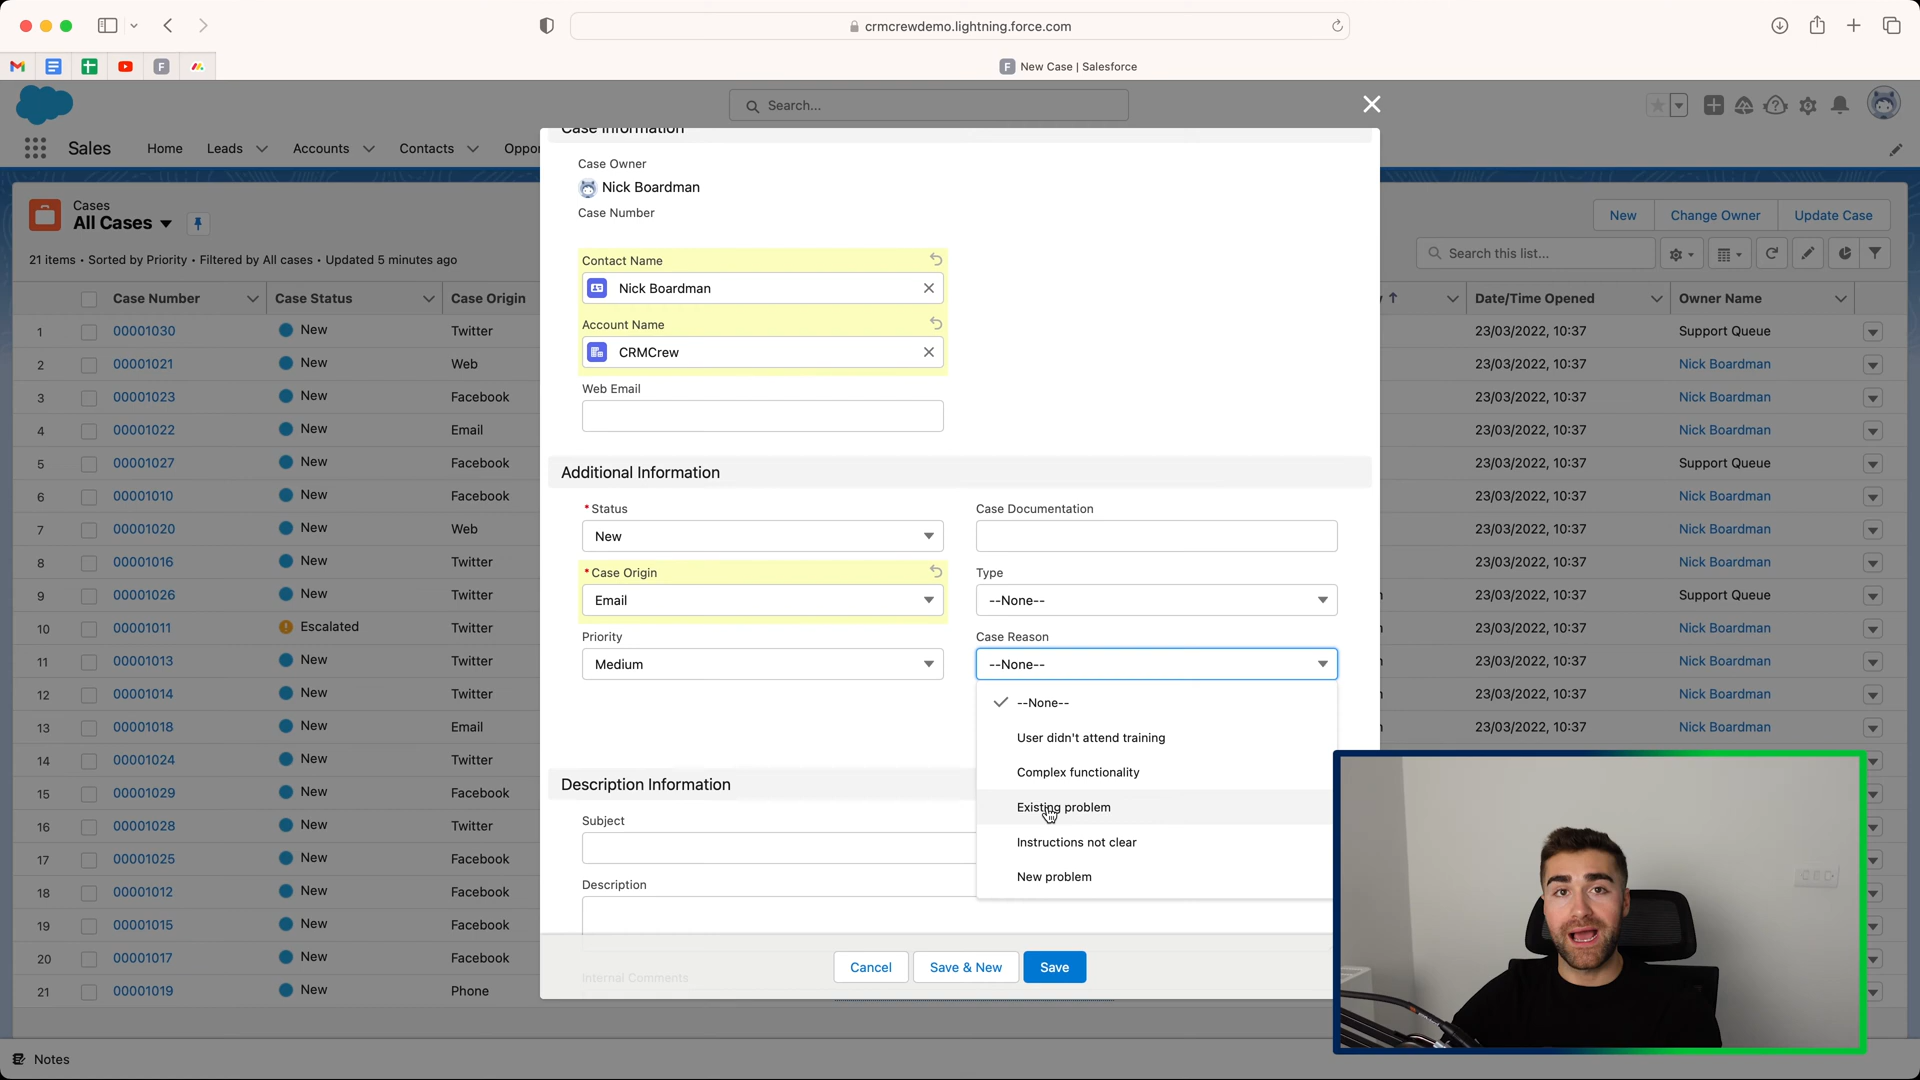 crmcrewdemo.lightning.force.com
F
F New Case | Salesforce
Search...
Sales
Home
Leads
Accounts
Contacts
Oppor
Cases
All Cases
21 items • Sorted by Priority • Filtered by All cases • Updated 5 minutes ago
New
Change Owner
Update Case
Search this list...
Case Number Case Status Case Origin Date/Time Opened Owner Name
1 00001030 New Twitter 23/03/2022, 10:37 Support Queue
2 00001021 New Web 23/03/2022, 10:37 Nick Boardman
3 00001023 New Facebook 23/03/2022, 10:37 Nick Boardman
4 00001022 New Email 23/03/2022, 10:37 Nick Boardman
5 00001027 New Facebook 23/03/2022, 10:37 Support Queue
6 00001010 New Facebook 23/03/2022, 10:37 Nick Boardman
7 00001020 New Web 23/03/2022, 10:37 Nick Boardman
8 00001016 New Twitter 23/03/2022, 10:37 Nick Boardman
9 00001026 New Twitter 23/03/2022, 10:37 Support Queue
10 00001011 Escalated Twitter 23/03/2022, 10:37 Nick Boardman
11 00001013 New Twitter 23/03/2022, 10:37 Nick Boardman
12 00001014 New Twitter 23/03/2022, 10:37 Nick Boardman
13 00001018 New Email 23/03/2022, 10:37 Nick Boardman
14 00001024 New Twitter
15 00001029 New Facebook
16 00001028 New Twitter
17 00001025 New Facebook
18 00001012 New Facebook
19 00001015 New Facebook
20 00001017 New Facebook
21 00001019 New Phone
Case Information
Case Owner
Nick Boardman
Case Number
Contact Name
Nick Boardman
Account Name
CRMCrew
Web Email
Additional Information
*Status
New
Case Documentation
*Case Origin
Email
Type
--None--
Priority
Medium
Case Reason
--None--
--None--
User didn't attend training
Complex functionality
Existing problem
Instructions not clear
New problem
Description Information
Subject
Description
Internal Comments
Cancel
Save & New
Save
Notes